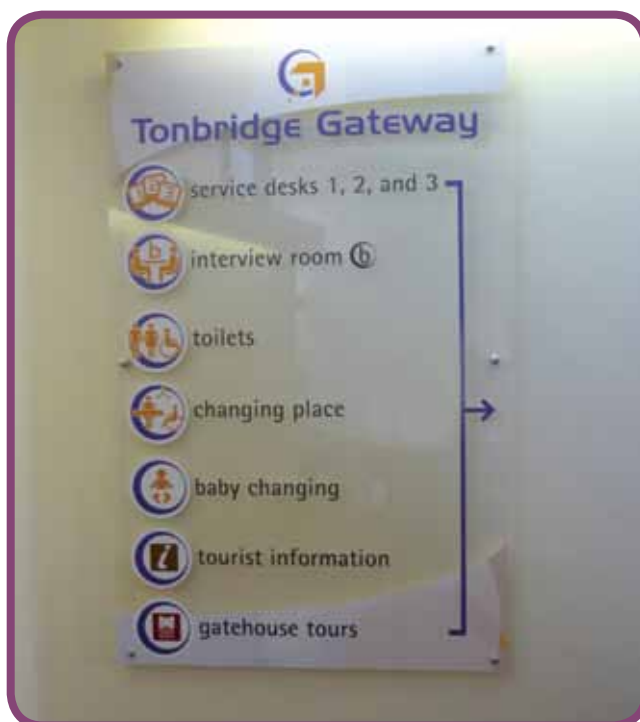 Tonbridge Gateway
service desks 1, 2, and 3
interview room b
toilets
changing place
baby changing
tourist information
gatehouse tours